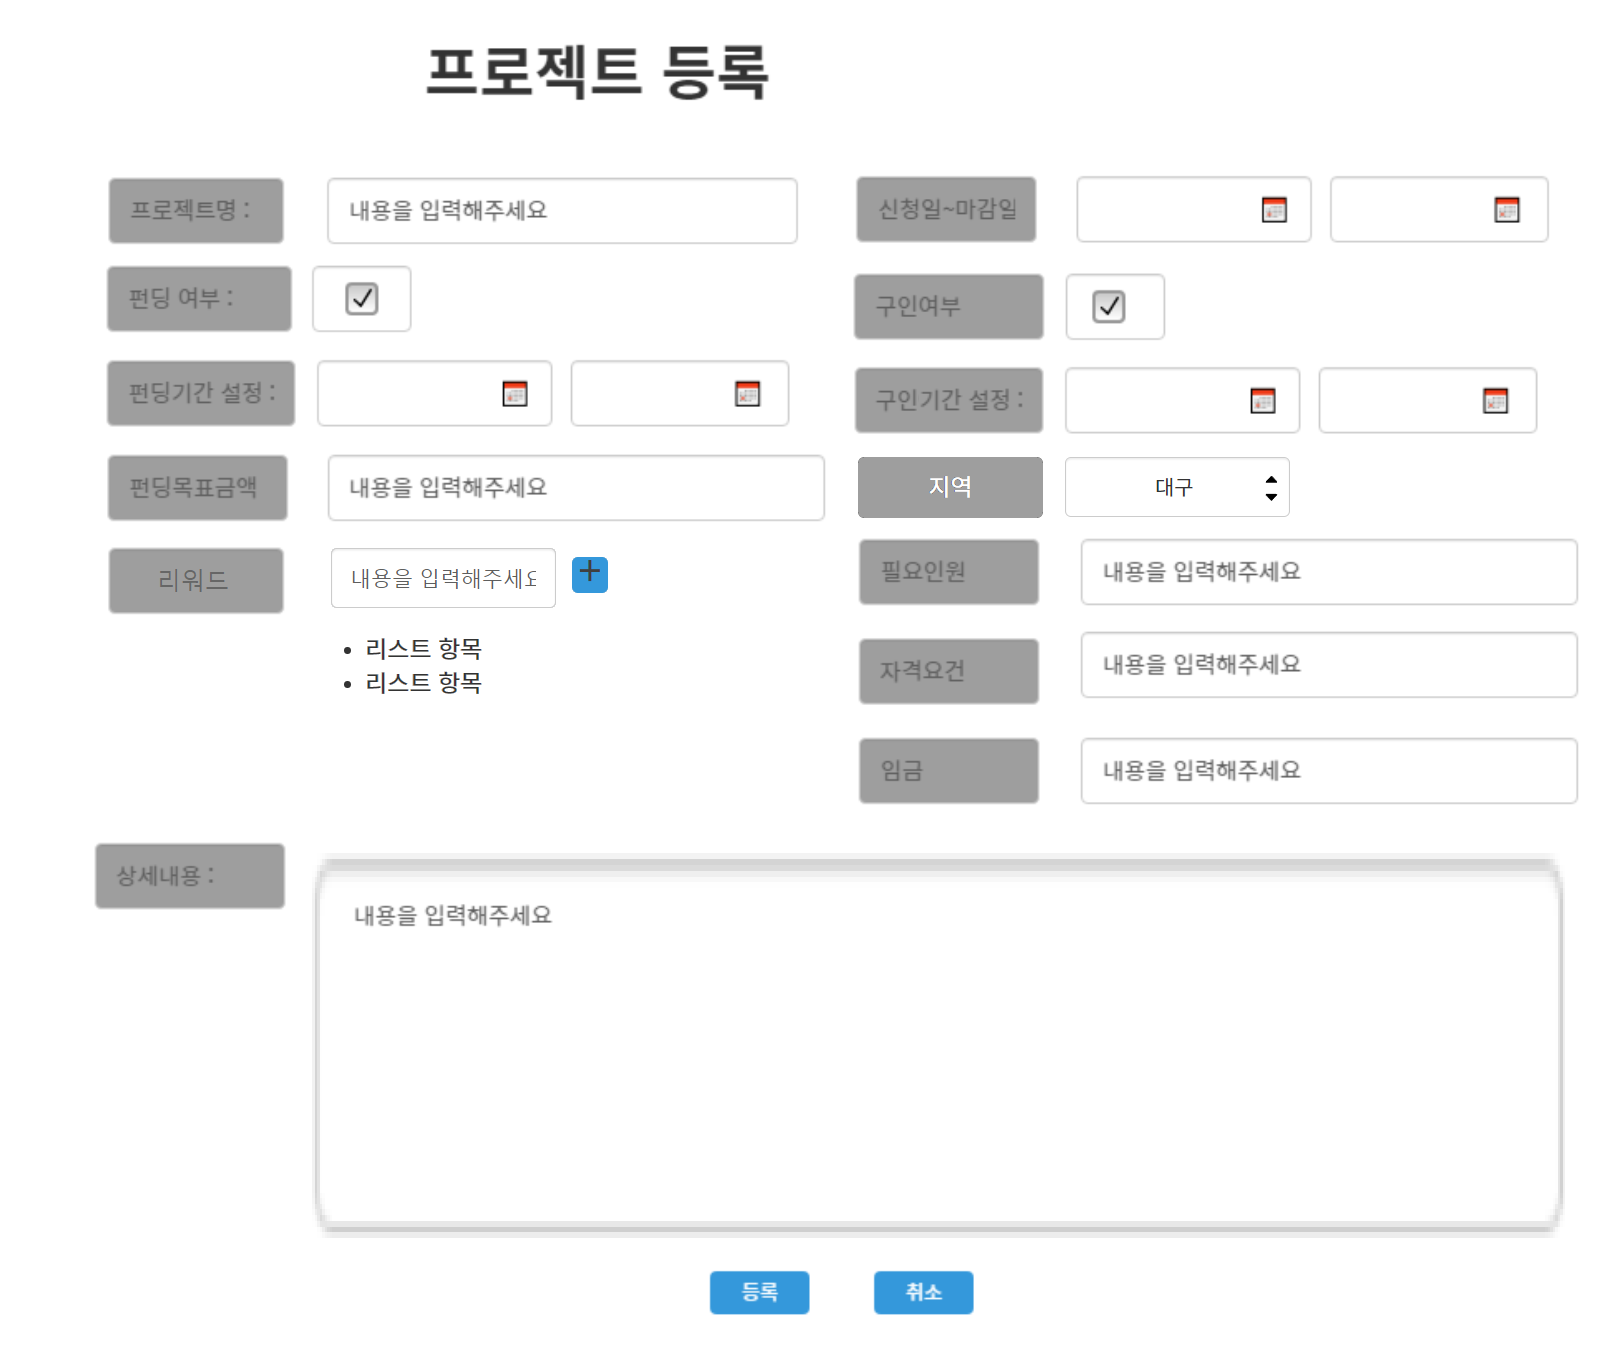 프로젝트 등록
프로젝트명 :
내용을 입력해주세요
신청일~마감일
펀딩 여부 :
구인여부
펀딩기간 설정 :
구인기간 설정 :
펀딩목표금액
내용을 입력해주세요
지역
대구
리워드
내용을 입력해주세요
+
필요인원
내용을 입력해주세요
• 리스트 항목
• 리스트 항목
자격요건
내용을 입력해주세요
임금
내용을 입력해주세요
상세내용 :
내용을 입력해주세요
등록
취소